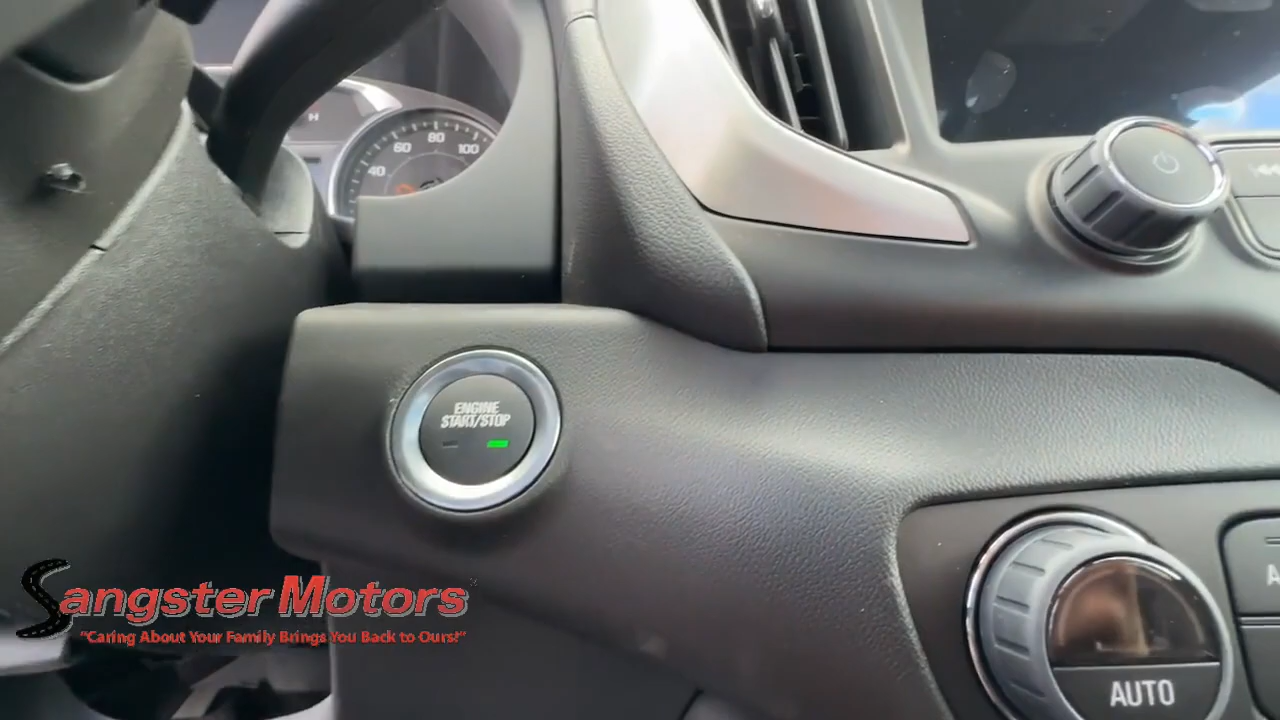 H
40 60 80 100
ENGINE
START/STOP
AUTO
Sangster Motors
"Caring About Your Family Brings You Back to Ours!"